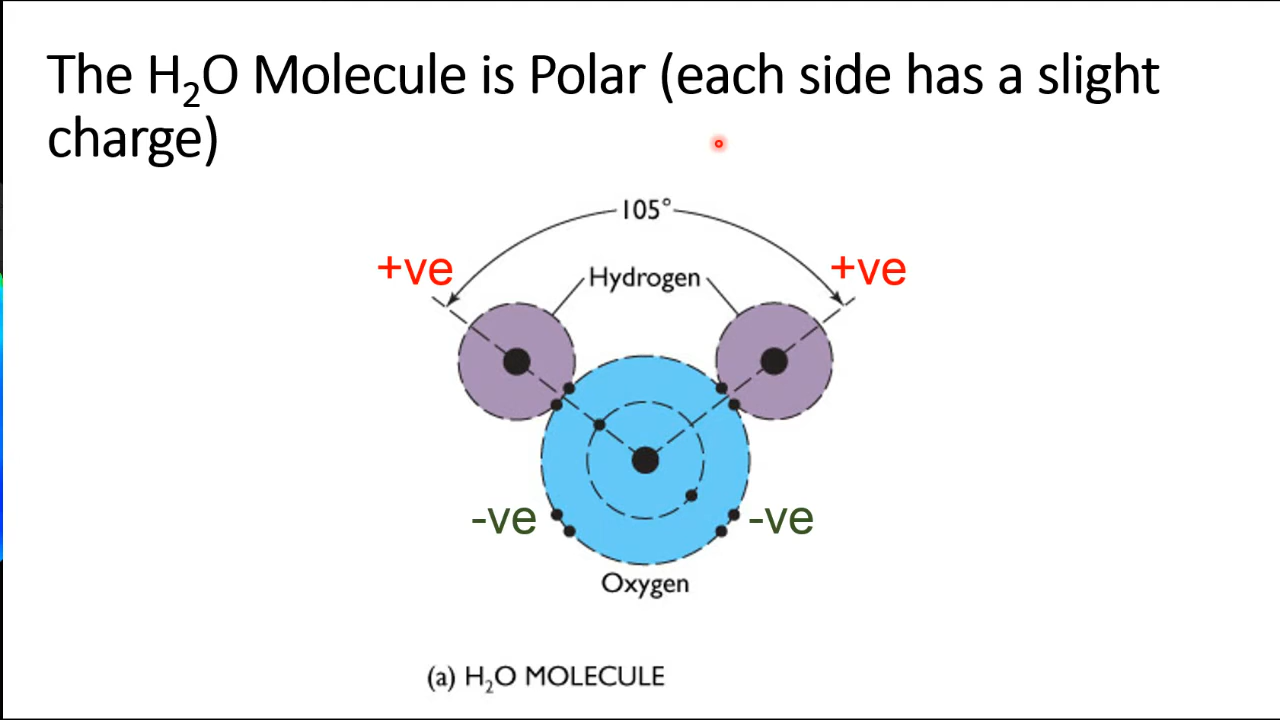 The H₂O Molecule is Polar (each side has a slight
charge)
105°
+ve
+ve
Hydrogen
-ve
-ve
Oxygen
(a) H₂O MOLECULE